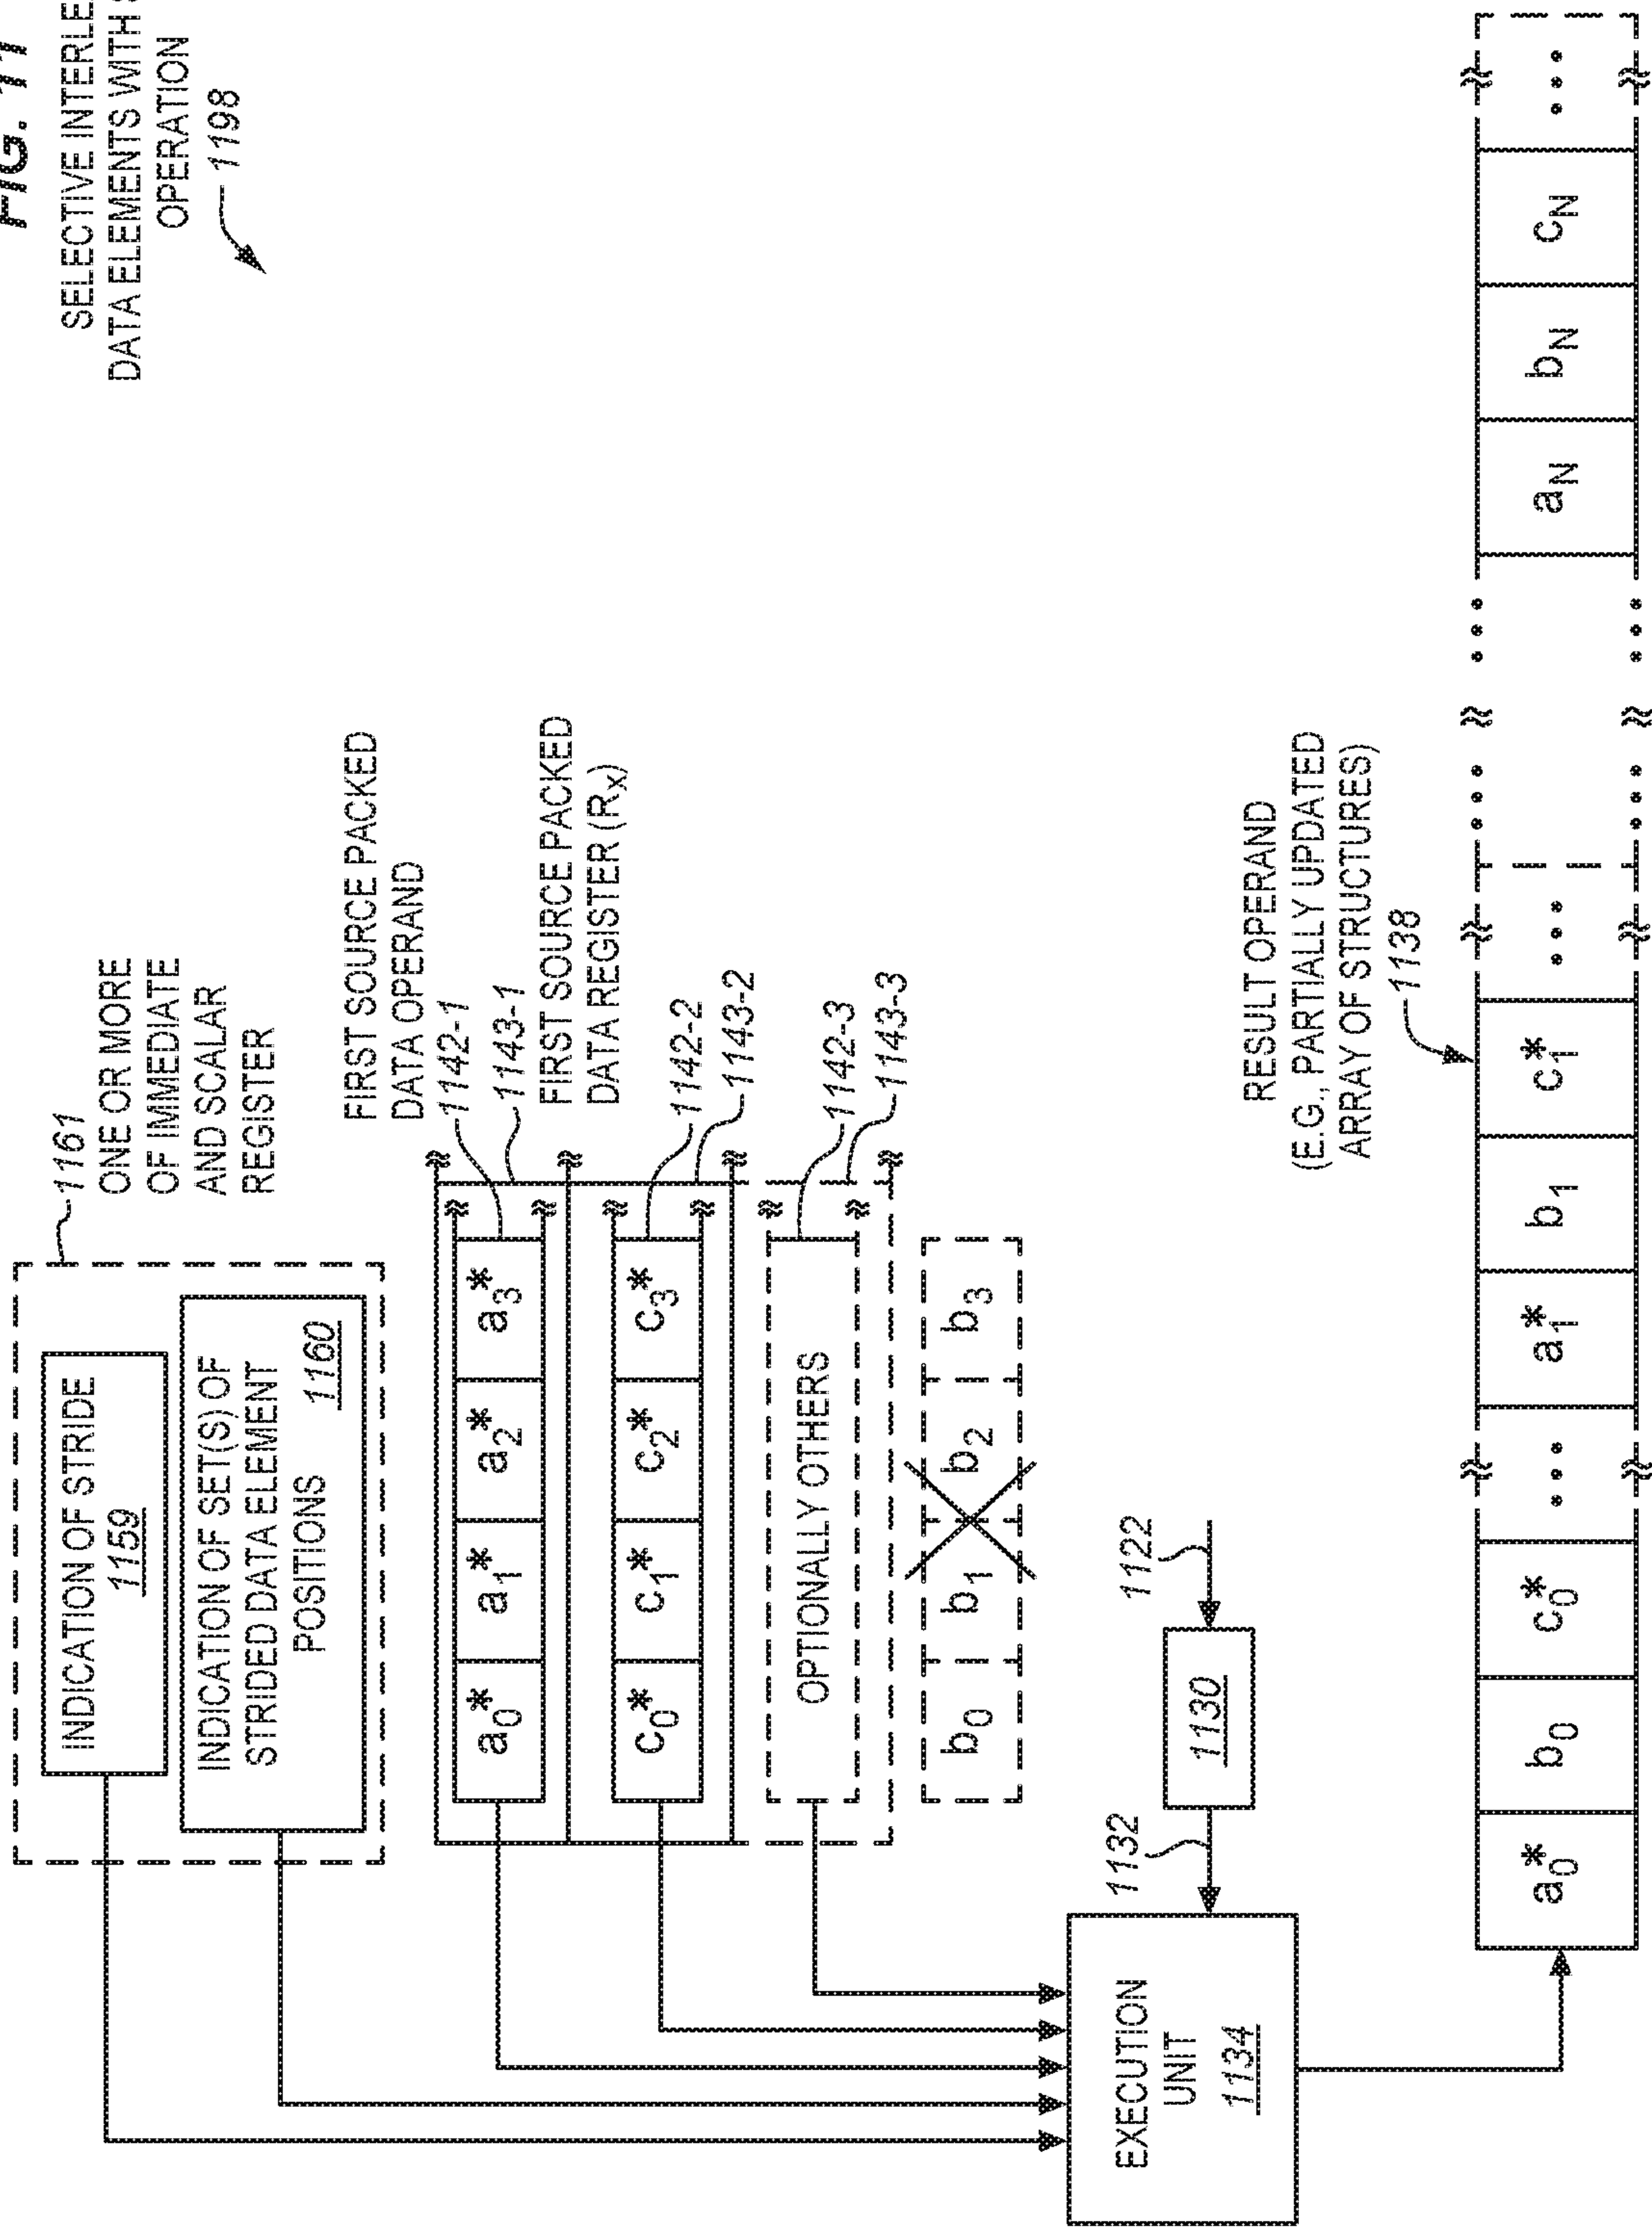 FIG. 11
SELECTIVE
DATA ELEMENTS WITH
OPERATION
1198
1161
ONE OR MORE
OF IMMEDIATE
AND SCALAR
REGISTER
INDICATION OF STRIDE
1159
INDICATION OF SET(S) OF
STRIDED DATA ELEMENT
POSITIONS
1160
FIRST SOURCE PACKED
DATA OPERAND
1142-1
1143-1
FIRST SOURCE PACKED
DATA REGISTER (Rx)
a0* a1* a2* a3*
1142-2
1143-2
c0* c1* c2* c3*
1142-3
1143-3
OPTIONALLY OTHERS
b0 b1 b2 b3
1122
1130
1132
EXECUTION
UNIT
1134
RESULT OPERAND
(E.G., PARTIALLY UPDATED
ARRAY OF STRUCTURES)
1138
a0* b0 c0* ••• a1* b1 c1* ••• ••• ••• aN bN cN •••
••• •••